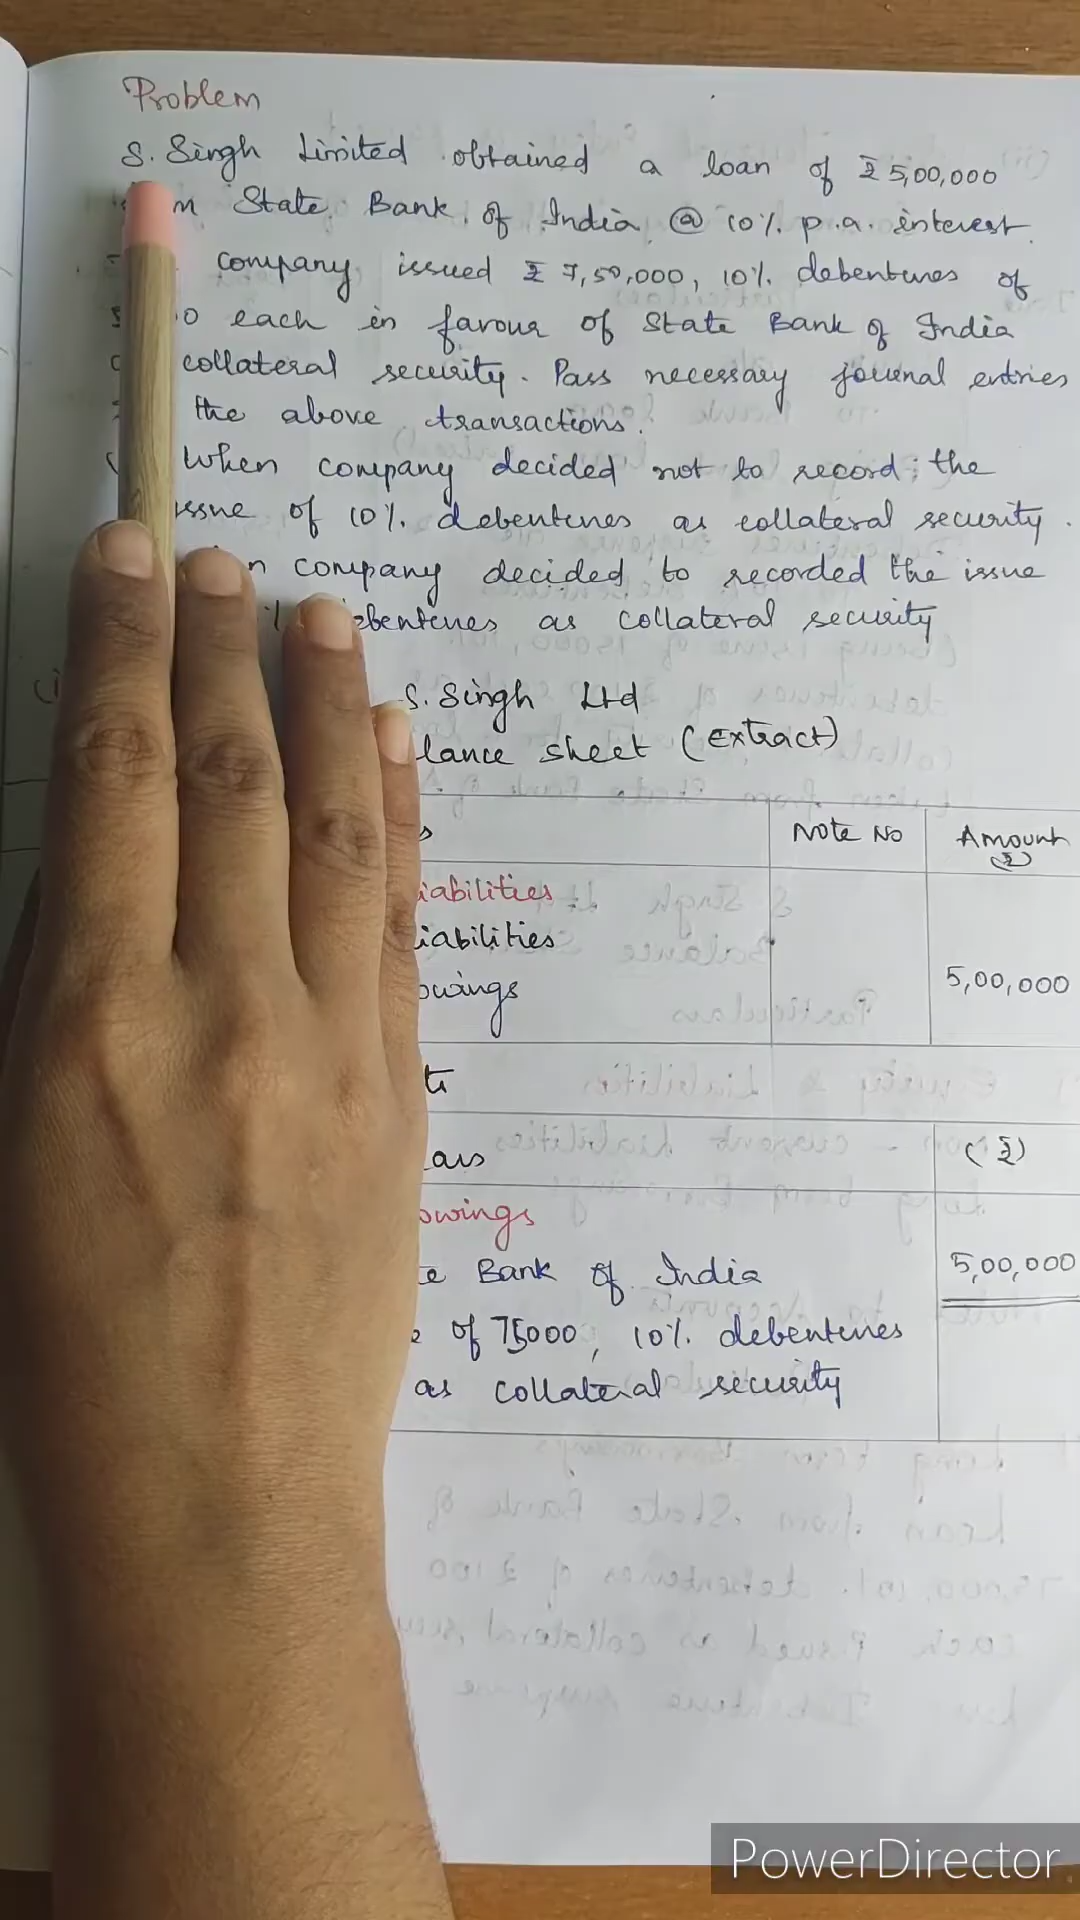 Problem
S. Singh Limited obtained a loan of ₹ 5,00,000
State Bank of India @ 10% p.a. interest.
company issued ₹ 7,50,000, 10% debentures of
0 each in favour of State Bank of India
collateral security. Pass necessary journal entries
the above transactions.
When company decided not to record; the
issue of 10% debentures as collateral security.
company decided to recorded the issue
debentures as collateral security
S. Singh Ltd
lance sheet (Extract)
Note No Amount (₹)
iabilities
iabilities
owings 5,00,000
ars (₹)
owings
Bank of India 5,00,000
of 75000, 10% debentures
as collateral security
PowerDirector